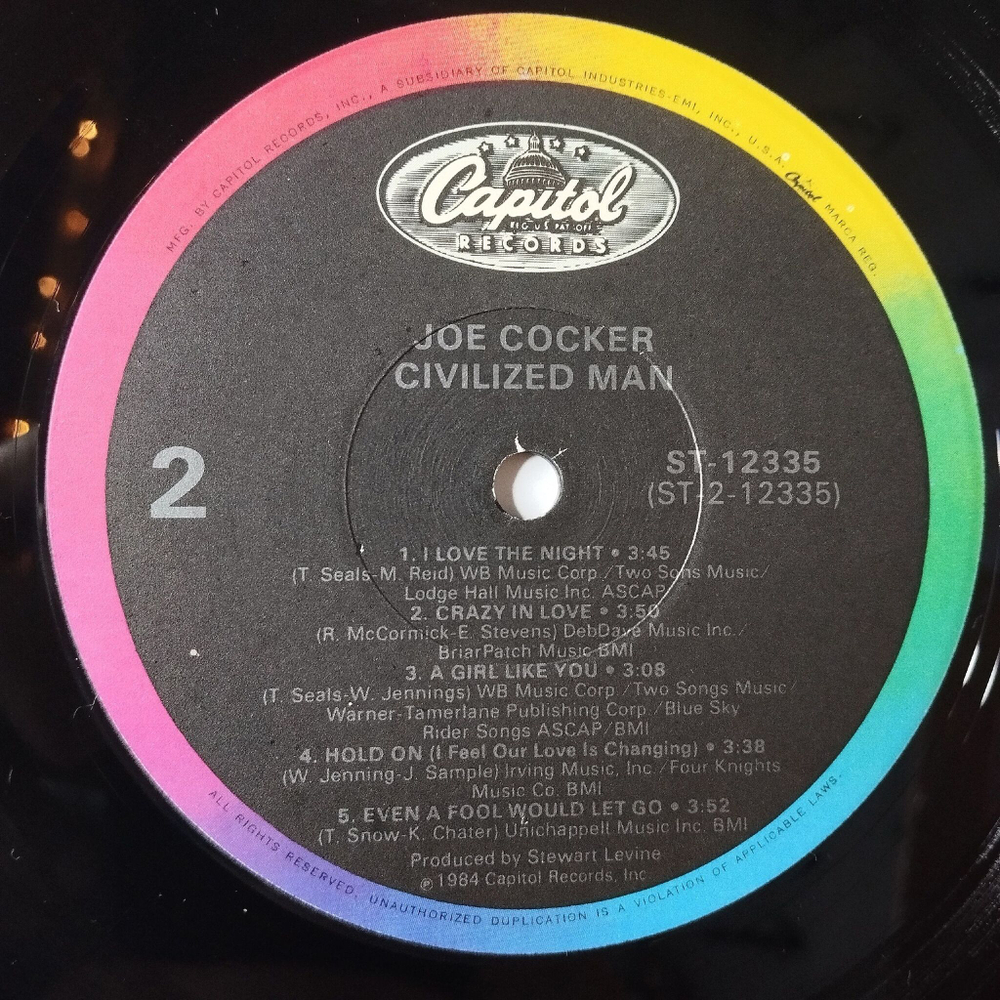 MFG. BY CAPITOL RECORDS, INC., A SUBSIDIARY OF CAPITOL INDUSTRIES-EMI, INC., U.S.A. Capitol MARCA REG.
Capitol
REG. U.S. PAT. OFF.
RECORDS
JOE COCKER
CIVILIZED MAN
2
ST-12335
(ST-2-12335)
1. I LOVE THE NIGHT • 3:45
(T. Seals-M. Reid) WB Music Corp./Two Sons Music/
Lodge Hall Music Inc. ASCAP
2. CRAZY IN LOVE • 3:50
(R. McCormick-E. Stevens) DebDave Music Inc./
BriarPatch Music BMI
3. A GIRL LIKE YOU • 3:08
(T. Seals-W. Jennings) WB Music Corp./Two Songs Music/
Warner-Tamerlane Publishing Corp./Blue Sky
Rider Songs ASCAP/BMI
4. HOLD ON (I Feel Our Love Is Changing) • 3:38
(W. Jenning-J. Sample) Irving Music, Inc./Four Knights
Music Co. BMI
5. EVEN A FOOL WOULD LET GO • 3:52
(T. Snow-K. Chater) Unichappell Music Inc. BMI
Produced by Stewart Levine
℗1984 Capitol Records, Inc
ALL RIGHTS RESERVED. UNAUTHORIZED DUPLICATION IS A VIOLATION OF APPLICABLE LAWS.